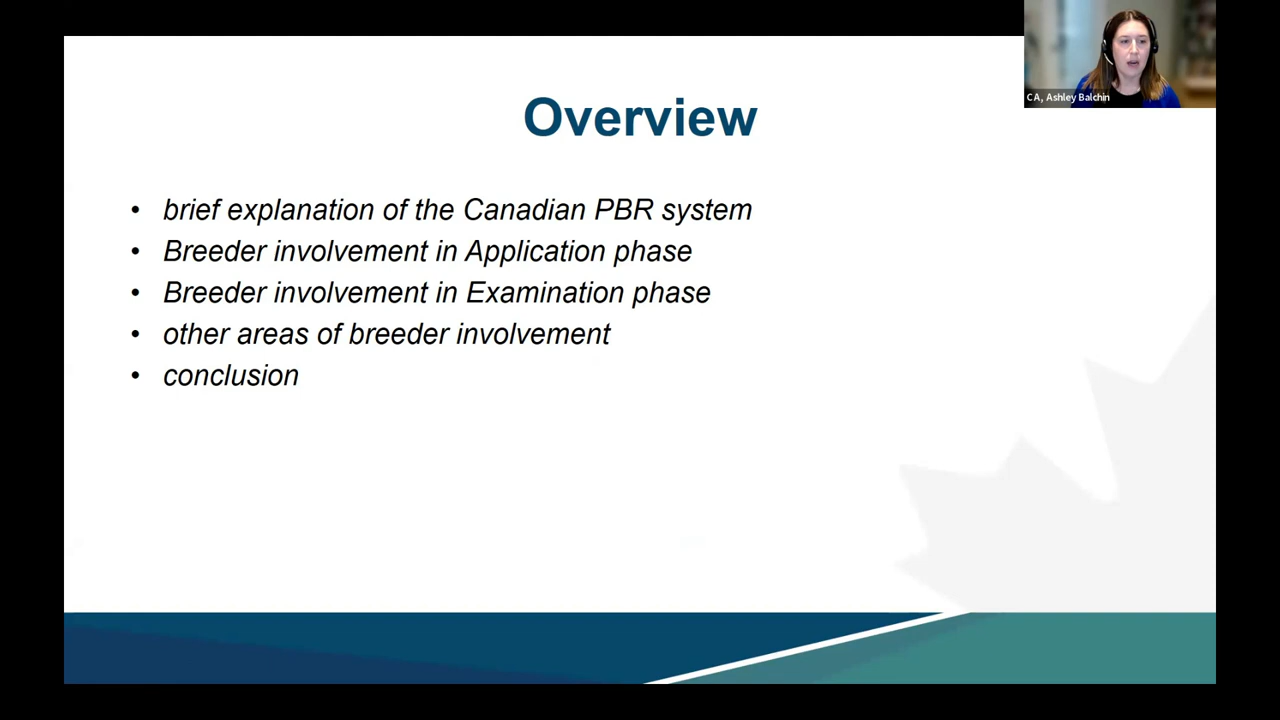 CA, Ashley Balchin
Overview
• brief explanation of the Canadian PBR system
• Breeder involvement in Application phase
• Breeder involvement in Examination phase
• other areas of breeder involvement
• conclusion